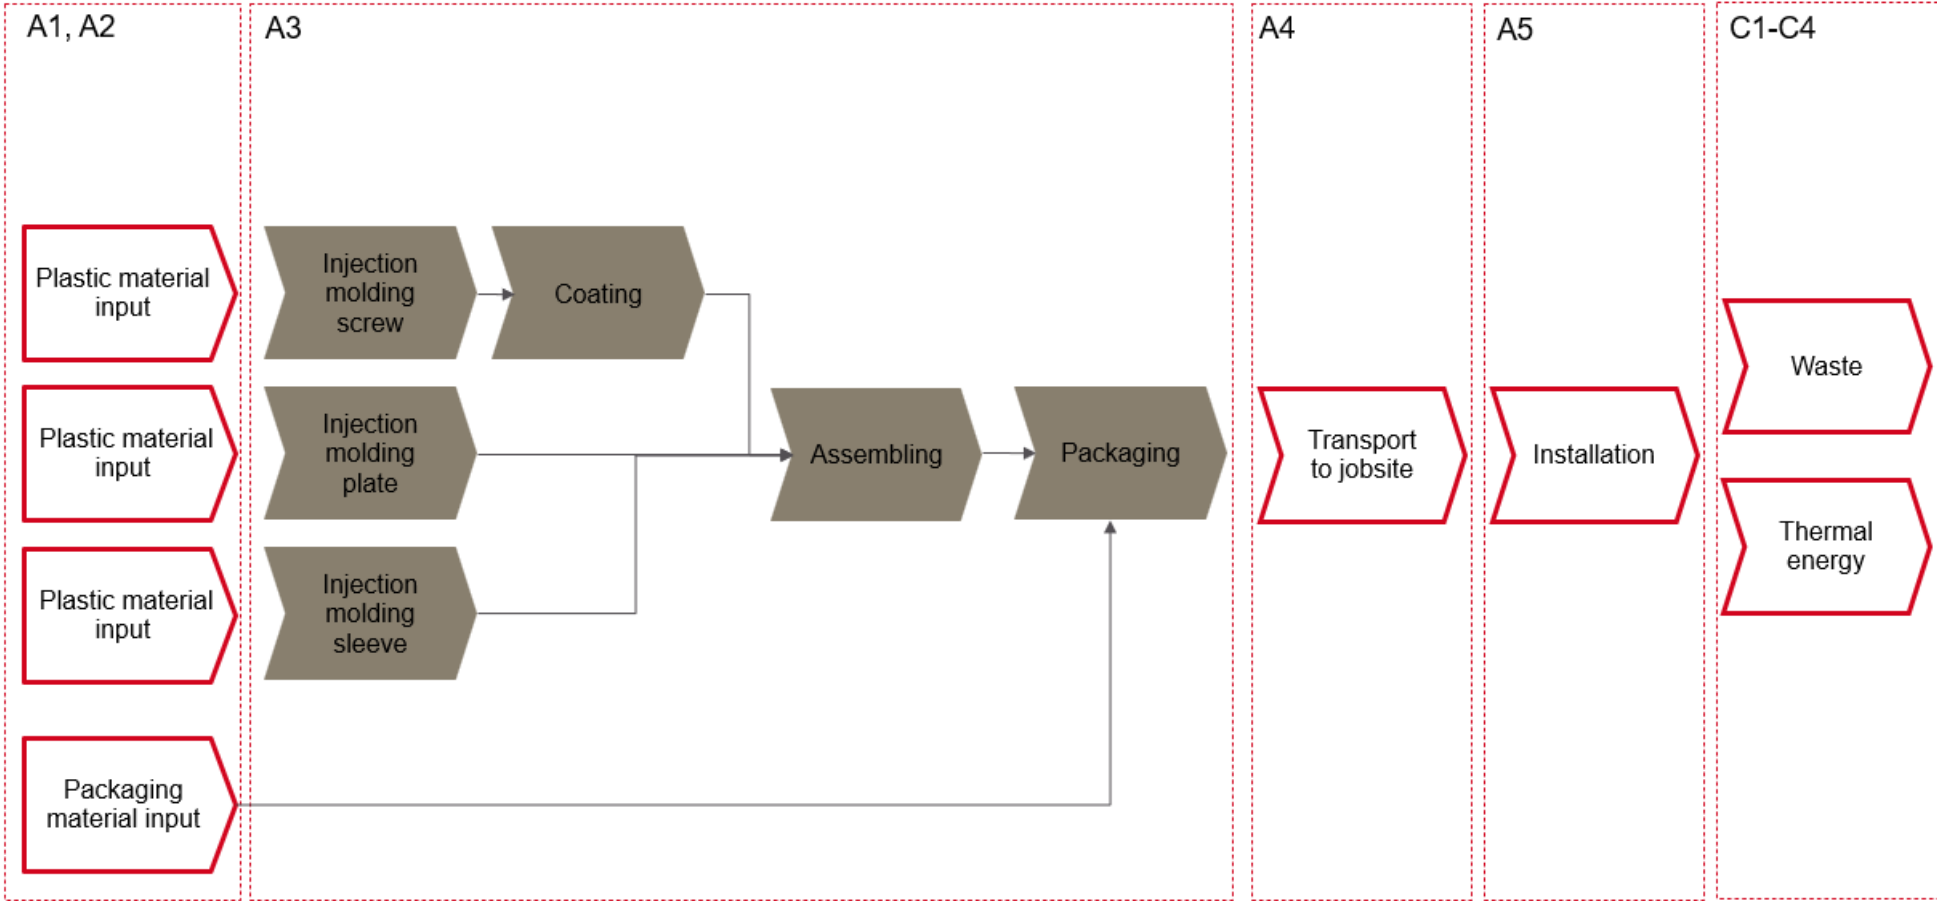 A1, A2
A3
A4
A5
C1-C4
Plastic material
input
Injection
molding
screw
Coating
Plastic material
input
Injection
molding
plate
Assembling
Packaging
Transport
to jobsite
Installation
Waste
Thermal
energy
Plastic material
input
Injection
molding
sleeve
Packaging
material input